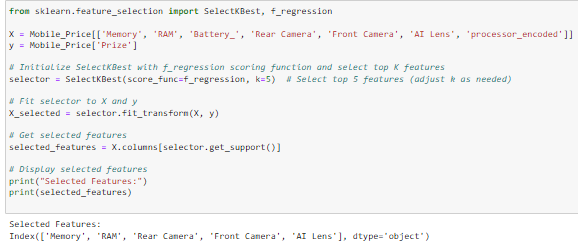 from sklearn.feature_selection import SelectKBest, f_regression
X = Mobile_Price[['Memory', 'RAM', 'Battery_', 'Rear Camera', 'Front Camera', 'AI Lens', 'processor_encoded']]
y = Mobile_Price['Prize']
# Initialize SelectKBest with f_regression scoring function and select top K features
selector = SelectKBest(score_func=f_regression, k=5)  # Select top 5 features (adjust k as needed)
# Fit selector to X and y
X_selected = selector.fit_transform(X, y)
# Get selected features
selected_features = X.columns[selector.get_support()]
# Display selected features
print("Selected Features:")
print(selected_features)
Selected Features:
Index(['Memory', 'RAM', 'Rear Camera', 'Front Camera', 'AI Lens'], dtype='object')